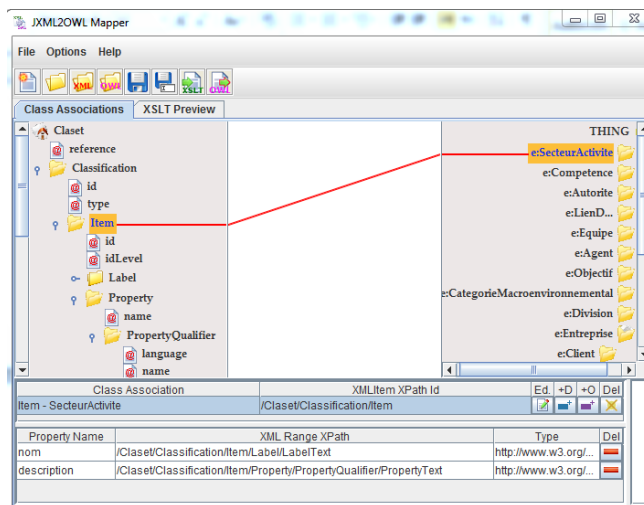 JXML2OWL Mapper
File Options Help
XML OWL XSLT OWL
Class Associations XSLT Preview
Claset
reference
Classification
id
type
Item
id
idLevel
Label
Property
name
PropertyQualifier
language
name
THING
e:SecteurActivite
e:Competence
e:Autorite
e:LienD...
e:Equipe
e:Agent
e:Objectif
e:CategorieMacroenvironnemental
e:Division
e:Entreprise
e:Client
Class Association XMLItem XPath Id Ed. +D +O Del
Item - SecteurActivite /Claset/Classification/Item
Property Name XML Range XPath Type Del
nom /Claset/Classification/Item/Label/LabelText http://www.w3.org/...
description /Claset/Classification/Item/Property/PropertyQualifier/PropertyText http://www.w3.org/...